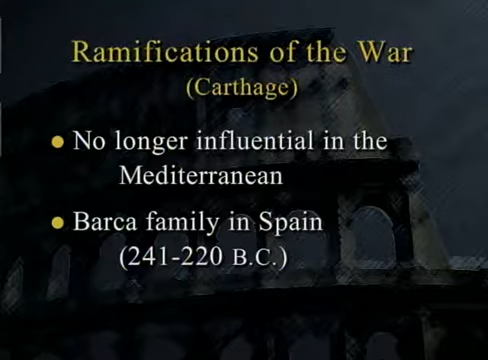 Ramifications of the War
(Carthage)
No longer influential in the
Mediterranean
Barca family in Spain
(241-220 B.C.)